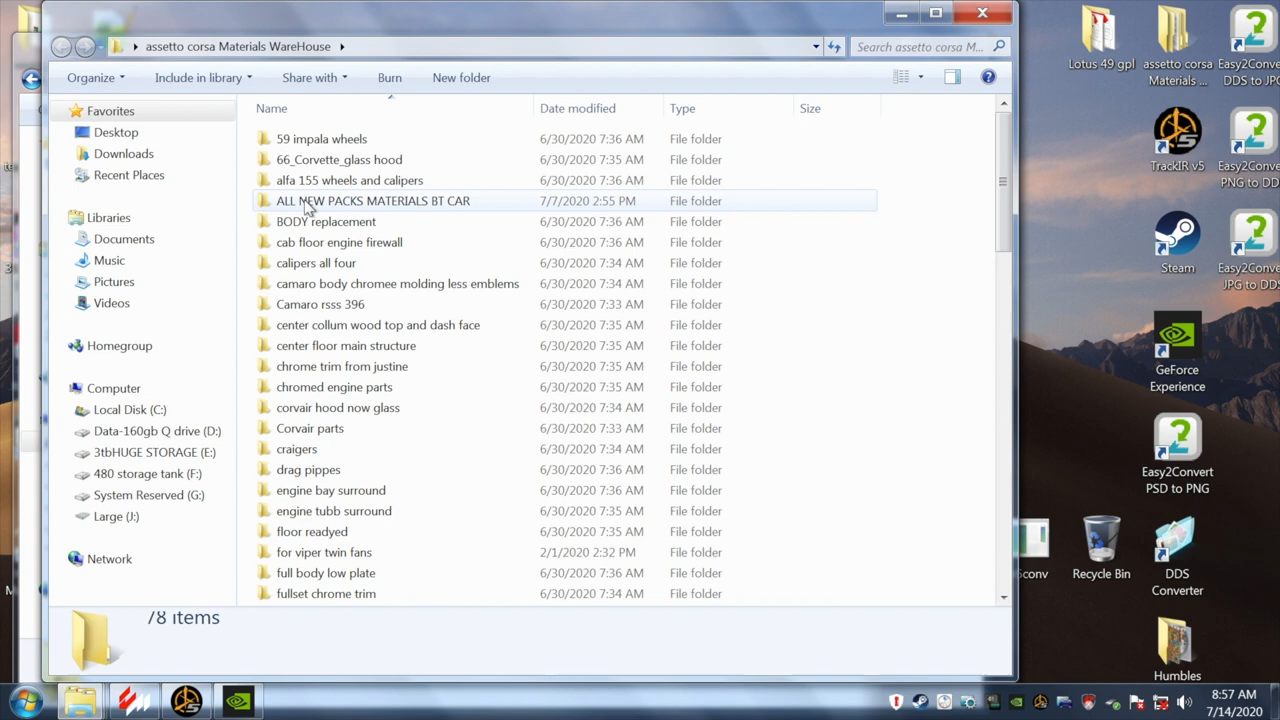 assetto corsa Materials WareHouse
Search assetto corsa M...
Organize
Include in library
Share with
Burn
New folder
Favorites
Desktop
Downloads
Recent Places
Libraries
Documents
Music
Pictures
Videos
Homegroup
Computer
Local Disk (C:)
Data-160gb Q drive (D:)
3tbHUGE STORAGE (E:)
480 storage tank (F:)
System Reserved (G:)
Large (J:)
Network
Name Date modified Type Size
59 impala wheels 6/30/2020 7:36 AM File folder
66_Corvette_glass hood 6/30/2020 7:35 AM File folder
alfa 155 wheels and calipers 6/30/2020 7:36 AM File folder
ALL NEW PACKS MATERIALS BT CAR 7/7/2020 2:55 PM File folder
BODY replacement 6/30/2020 7:36 AM File folder
cab floor engine firewall 6/30/2020 7:36 AM File folder
calipers all four 6/30/2020 7:34 AM File folder
camaro body chromee molding less emblems 6/30/2020 7:34 AM File folder
Camaro rsss 396 6/30/2020 7:33 AM File folder
center collum wood top and dash face 6/30/2020 7:35 AM File folder
center floor main structure 6/30/2020 7:35 AM File folder
chrome trim from justine 6/30/2020 7:35 AM File folder
chromed engine parts 6/30/2020 7:35 AM File folder
corvair hood now glass 6/30/2020 7:34 AM File folder
Corvair parts 6/30/2020 7:33 AM File folder
craigers 6/30/2020 7:34 AM File folder
drag pippes 6/30/2020 7:36 AM File folder
engine bay surround 6/30/2020 7:36 AM File folder
engine tubb surround 6/30/2020 7:35 AM File folder
floor readyed 6/30/2020 7:35 AM File folder
for viper twin fans 2/1/2020 2:32 PM File folder
full body low plate 6/30/2020 7:36 AM File folder
fullset chrome trim 6/30/2020 7:34 AM File folder
78 items
Lotus 49 gpl
assetto corsa
Materials ...
Easy2Conver
DDS to JPG
TrackIR v5
Easy2Conver
PNG to DD
Steam
Easy2Conver
JPG to DDS
GeForce
Experience
Easy2Convert
PSD to PNG
5conv
Recycle Bin
DDS
Converter
Humbles
8:57 AM
7/14/2020